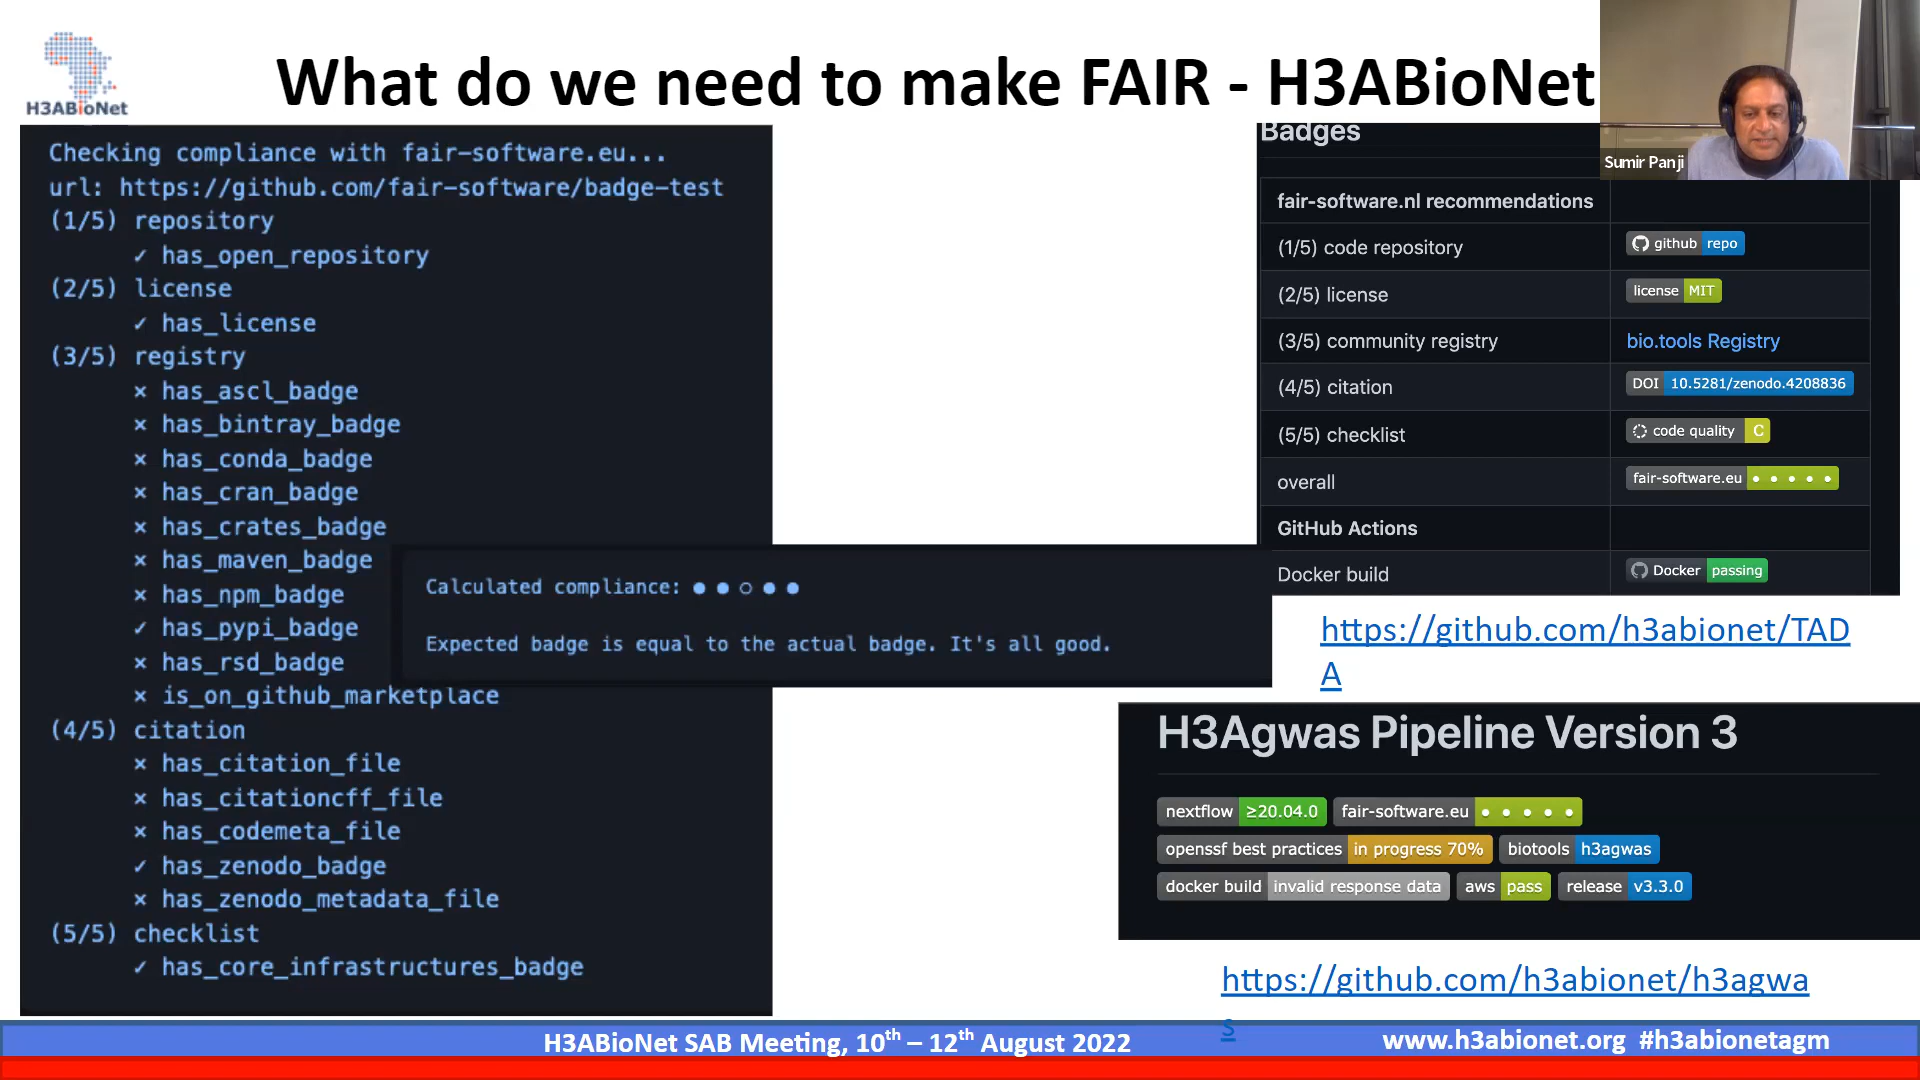 H3ABioNet
What do we need to make FAIR - H3ABioNet
Sumir Panji
Checking compliance with fair-software.eu...
url: https://github.com/fair-software/badge-test
(1/5) repository
✓ has_open_repository
(2/5) license
✓ has_license
(3/5) registry
× has_ascl_badge
× has_bintray_badge
× has_conda_badge
× has_cran_badge
× has_crates_badge
× has_maven_badge
× has_npm_badge
✓ has_pypi_badge
× has_rsd_badge
× is_on_github_marketplace
(4/5) citation
× has_citation_file
× has_citationcff_file
× has_codemeta_file
✓ has_zenodo_badge
× has_zenodo_metadata_file
(5/5) checklist
✓ has_core_infrastructures_badge
Calculated compliance: ● ● ○ ● ●
Expected badge is equal to the actual badge. It's all good.
Badges
fair-software.nl recommendations
(1/5) code repository github repo
(2/5) license license MIT
(3/5) community registry bio.tools Registry
(4/5) citation DOI 10.5281/zenodo.4208836
(5/5) checklist code quality C
overall fair-software.eu ● ● ● ● ●
GitHub Actions
Docker build Docker passing
https://github.com/h3abionet/TAD
A
H3Agwas Pipeline Version 3
nextflow ≥20.04.0 fair-software.eu ● ● ● ● ●
openssf best practices in progress 70% biotools h3agwas
docker build invalid response data aws pass release v3.3.0
https://github.com/h3abionet/h3agwa
s
H3ABioNet SAB Meeting, 10th – 12th August 2022
www.h3abionet.org #h3abionetagm